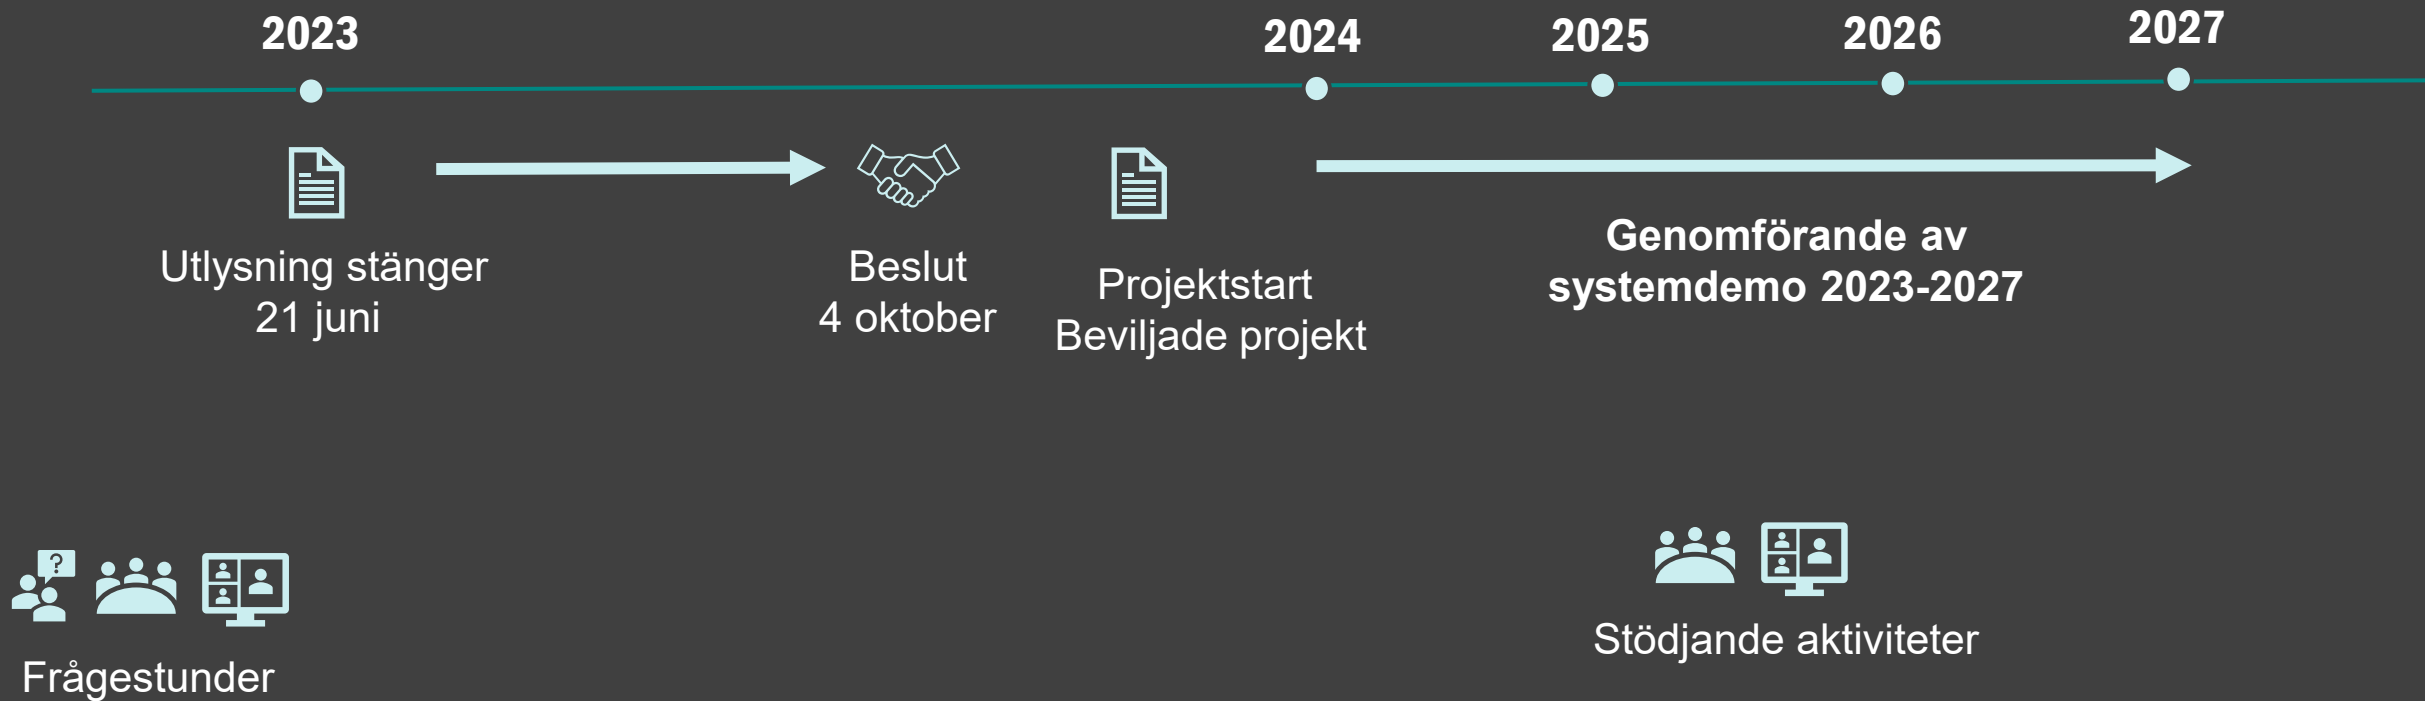 2023
2024
2025
2026
2027
Utlysning stänger
21 juni
Beslut
4 oktober
Projektstart
Beviljade projekt
Genomförande av
systemdemo 2023-2027
?
Frågestunder
Stödjande aktiviteter